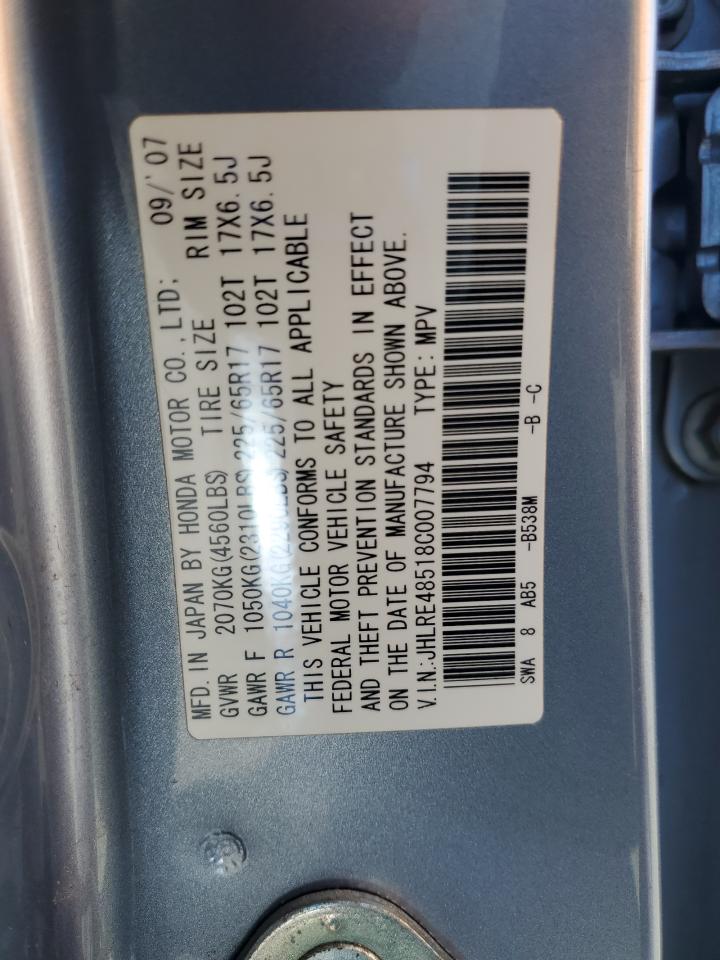 MFD. IN JAPAN BY HONDA MOTOR CO.,LTD; 09/'07
GVWR 2070KG(4560LBS) TIRE SIZE RIM SIZE
GAWR F 1050KG(2310LBS) 225/65R17 102T 17X6.5J
GAWR R 1040KG( 225/65R17 102T 17X6.5J
THIS VEHICLE CONFORMS TO ALL APPLICABLE
FEDERAL MOTOR VEHICLE SAFETY
AND THEFT PREVENTION STANDARDS IN EFFECT
ON THE DATE OF MANUFACTURE SHOWN ABOVE.
V.I.N.:JHLRE48518C007794 TYPE:MPV
SWA 8 AB5 -B538M -B -C